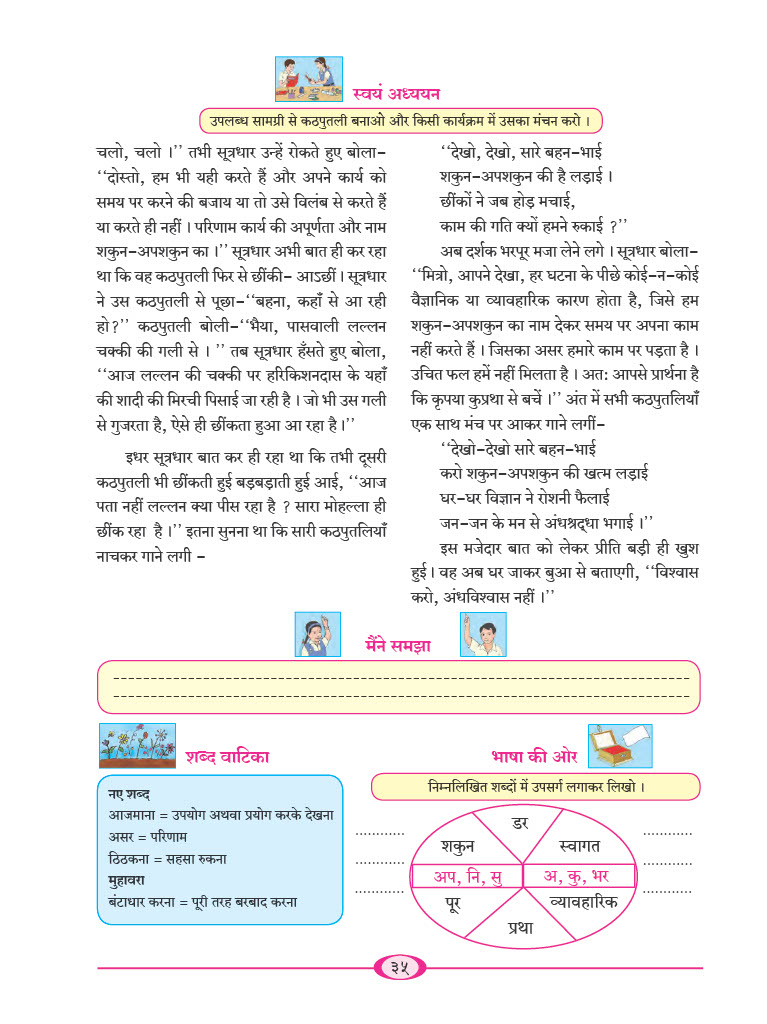 स्वयं अध्ययन
उपलब्ध सामग्री से कठपुतली बनाओ और किसी कार्यक्रम में उसका मंचन करो ।
चलो, चलो ।’’ तभी सूत्रधार उन्हें रोकते हुए बोला-
‘‘दोस्तो, हम भी यही करते हैं और अपने कार्य को
समय पर करने की बजाय या तो उसे विलंब से करते हैं
या करते ही नहीं । परिणाम कार्य की अपूर्णता और नाम
शकुन-अपशकुन का ।’’ सूत्रधार अभी बात ही कर रहा
था कि वह कठपुतली फिर से छींकी- आऽछीं । सूत्रधार
ने उस कठपुतली से पूछा-‘‘बहना, कहाँ से आ रही
हो?’’ कठपुतली बोली-‘‘भैया, पासवाली लल्लन
चक्की की गली से । ’’ तब सूत्रधार हँसते हुए बोला,
‘‘आज लल्लन की चक्की पर हरिकिशनदास के यहाँ
की शादी की मिरची पिसाई जा रही है । जो भी उस गली
से गुजरता है, ऐसे ही छींकता हुआ आ रहा है ।’’
इधर सूत्रधार बात कर ही रहा था कि तभी दूसरी
कठपुतली भी छींकती हुई बड़बड़ाती हुई आई, ‘‘आज
पता नहीं लल्लन क्या पीस रहा है ? सारा मोहल्ला ही
छींक रहा है ।’’ इतना सुनना था कि सारी कठपुतलियाँ
नाचकर गाने लगी -
‘‘देखो, देखो, सारे बहन-भाई
शकुन-अपशकुन की है लड़ाई ।
छींकों ने जब होड़ मचाई,
काम की गति क्यों हमने रुकाई ?’’
अब दर्शक भरपूर मजा लेने लगे । सूत्रधार बोला-
‘‘मित्रो, आपने देखा, हर घटना के पीछे कोई-न-कोई
वैज्ञानिक या व्यावहारिक कारण होता है, जिसे हम
शकुन-अपशकुन का नाम देकर समय पर अपना काम
नहीं करते हैं । जिसका असर हमारे काम पर पड़ता है ।
उचित फल हमें नहीं मिलता है । अतः आपसे प्रार्थना है
कि कृपया कुप्रथा से बचें ।’’ अंत में सभी कठपुतलियाँ
एक साथ मंच पर आकर गाने लगीं-
‘‘देखो-देखो सारे बहन-भाई
करो शकुन-अपशकुन की खत्म लड़ाई
घर-घर विज्ञान ने रोशनी फैलाई
जन-जन के मन से अंधश्रद्धा भगाई ।’’
इस मजेदार बात को लेकर प्रीति बड़ी ही खुश
हुई । वह अब घर जाकर बुआ से बताएगी, ‘‘विश्वास
करो, अंधविश्वास नहीं ।’’
मैंने समझा
शब्द वाटिका
नए शब्द
आजमाना = उपयोग अथवा प्रयोग करके देखना
असर = परिणाम
ठिठकना = सहसा रुकना
मुहावरा
बंटाधार करना = पूरी तरह बरबाद करना
भाषा की ओर
निम्नलिखित शब्दों में उपसर्ग लगाकर लिखो ।
डर
शकुन
स्वागत
अप, नि, सु
अ, कु, भर
पूर
व्यावहारिक
प्रथा
३५